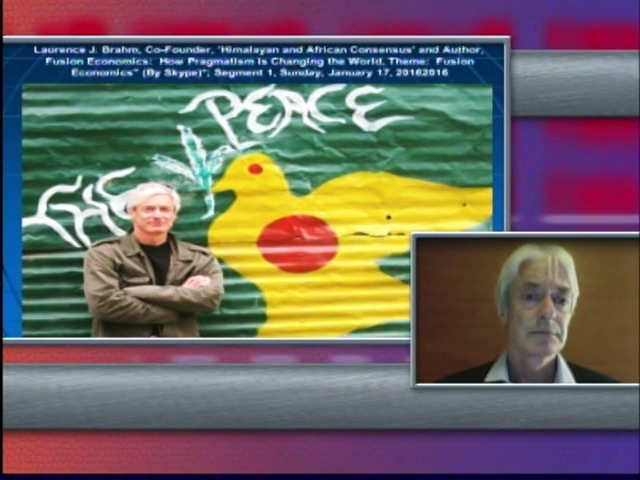 Laurence J. Brahm, Co-Founder, 'Himalayan and African Consensus' and Author,
Fusion Economics: How Pragmatism is Changing the World, Theme: Fusion
Economics" (By Skype)"; Segment 1, Sunday, January 17, 20162016
PEACE